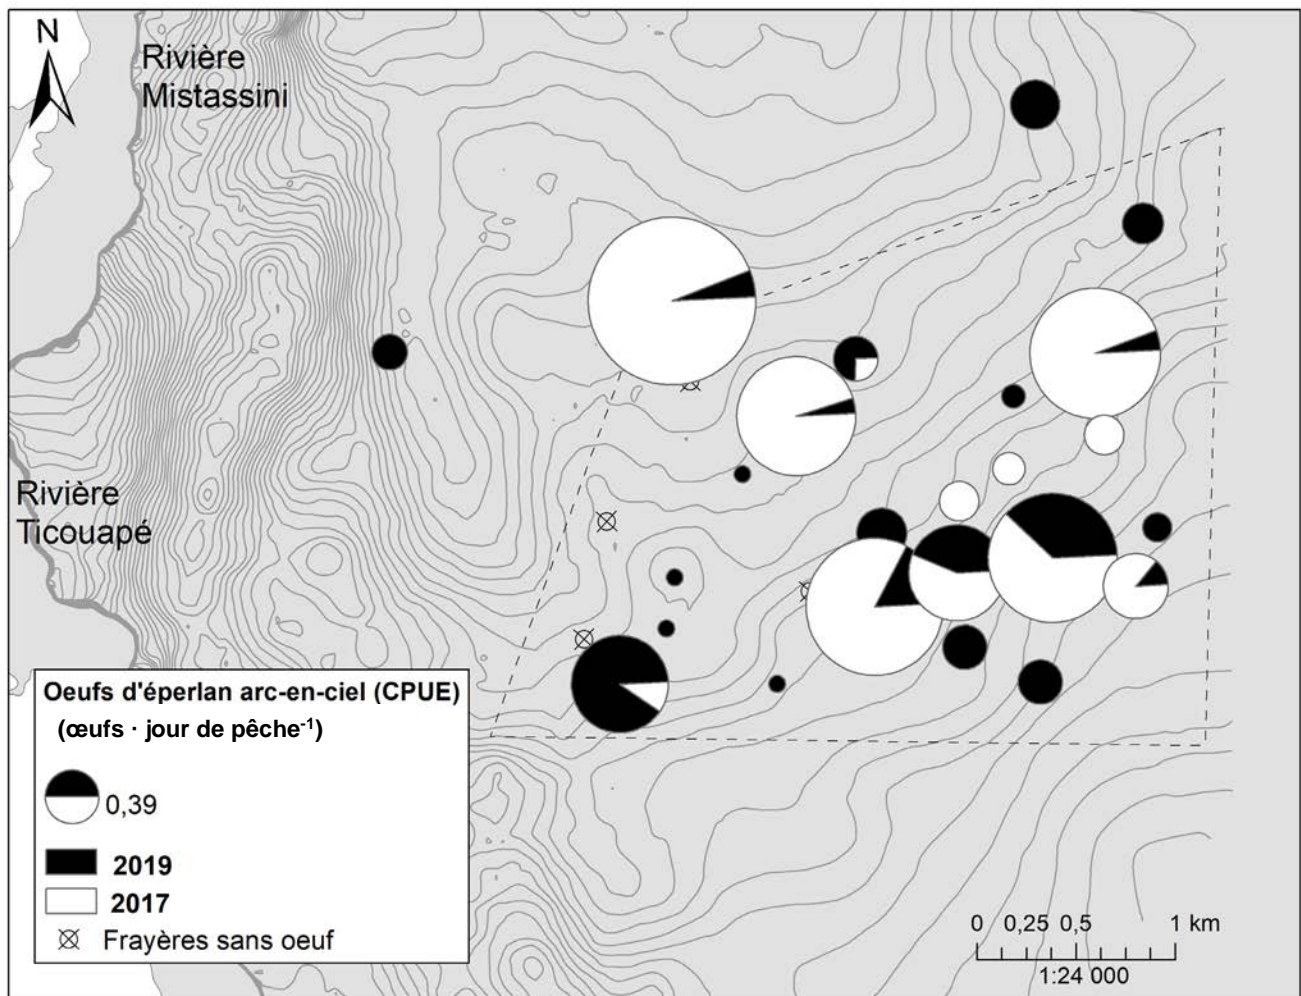 N
Rivière
Mistassini
Rivière
Ticouapé
Oeufs d'éperlan arc-en-ciel (CPUE)
(œufs · jour de pêche⁻¹)
0,39
2019
2017
Frayères sans oeuf
0 0,25 0,5 1 km
1:24 000